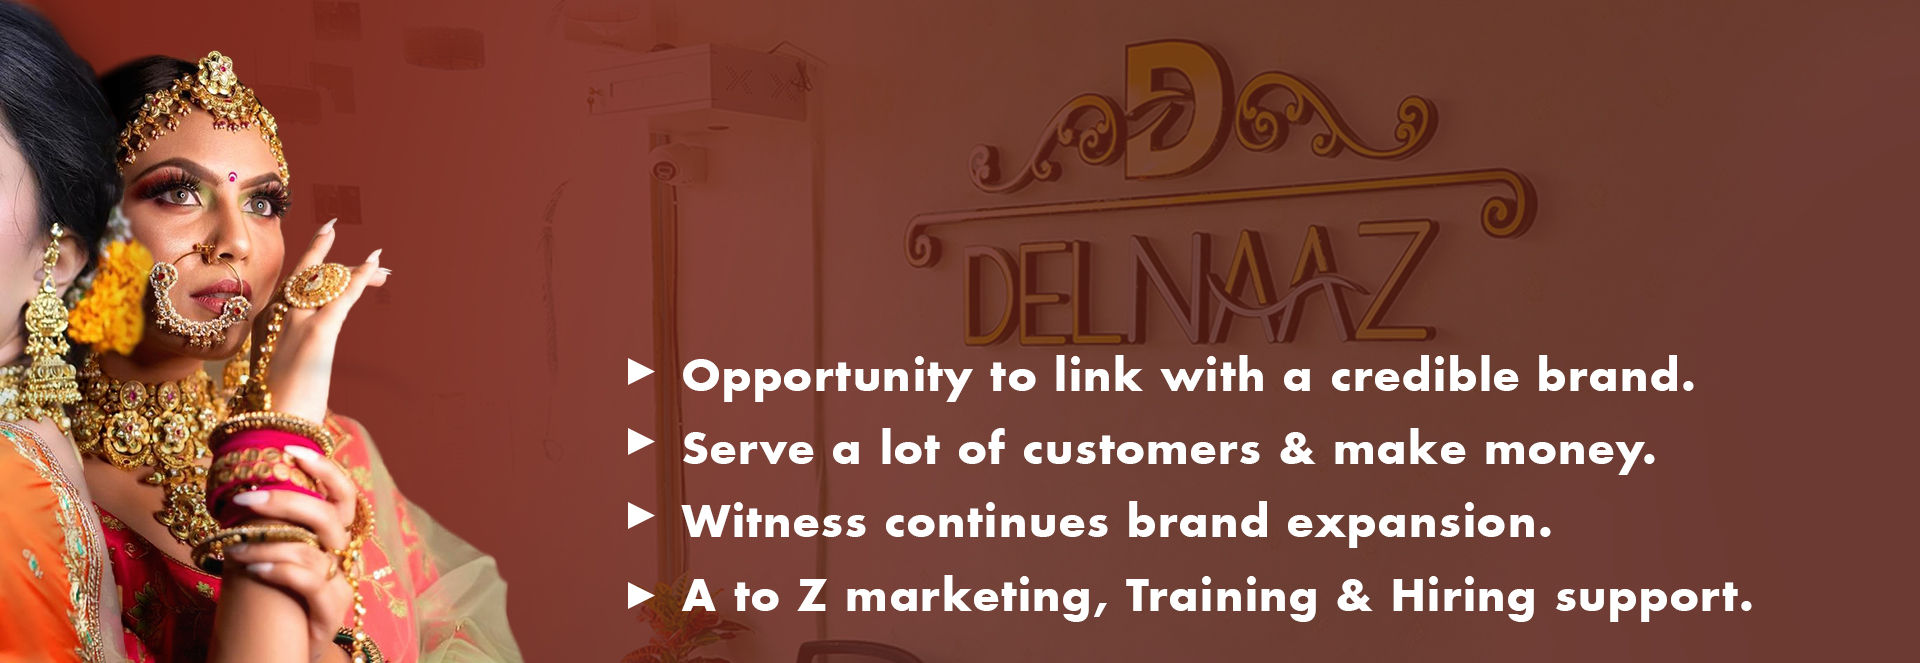 D
DELNAAZ
► Opportunity to link with a credible brand.
► Serve a lot of customers & make money.
► Witness continues brand expansion.
► A to Z marketing, Training & Hiring support.